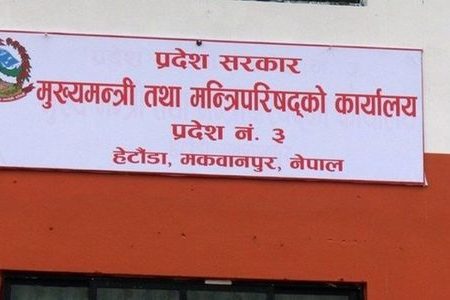 प्रदेश सरकार
मुख्यमन्त्री तथा मन्त्रिपरिषद्को कार्यालय
प्रदेश नं. ३
हेटौंडा, मकवानपुर, नेपाल